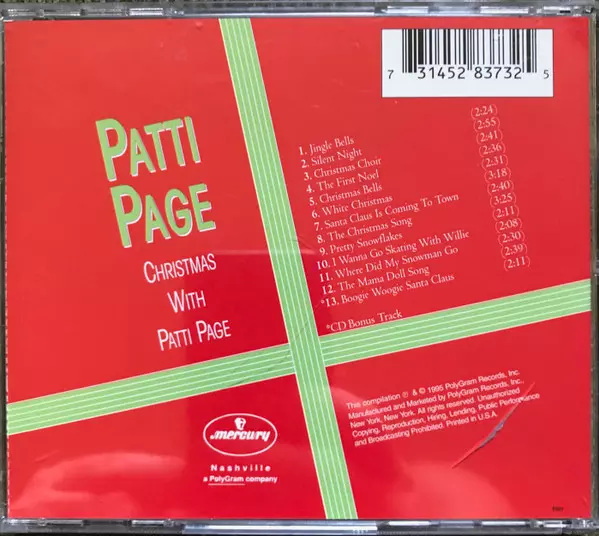 7 31452 83732 5
PATTI
PAGE
CHRISTMAS
WITH
PATTI PAGE
1. Jingle Bells (2:24)
2. Silent Night (2:55)
3. Christmas Choir (2:41)
4. The First Noel (2:36)
5. Christmas Bells (2:31)
6. White Christmas (3:18)
7. Santa Claus Is Coming To Town (2:40)
8. The Christmas Song (3:25)
9. Pretty Snowflakes (2:11)
10. I Wanna Go Skating With Willie (2:08)
11. Where Did My Snowman Go (2:30)
12. The Mama Doll Song (2:39)
*13. Boogie Woogie Santa Claus (2:11)
*CD Bonus Track
This compilation ℗ & © 1995 PolyGram Records, Inc.
Manufactured and Marketed by PolyGram Records, Inc.,
New York, New York. All rights reserved. Unauthorized
Copying, Reproduction, Hiring, Lending, Public Performance
and Broadcasting Prohibited. Printed in U.S.A.
mercury
Nashville
a PolyGram company